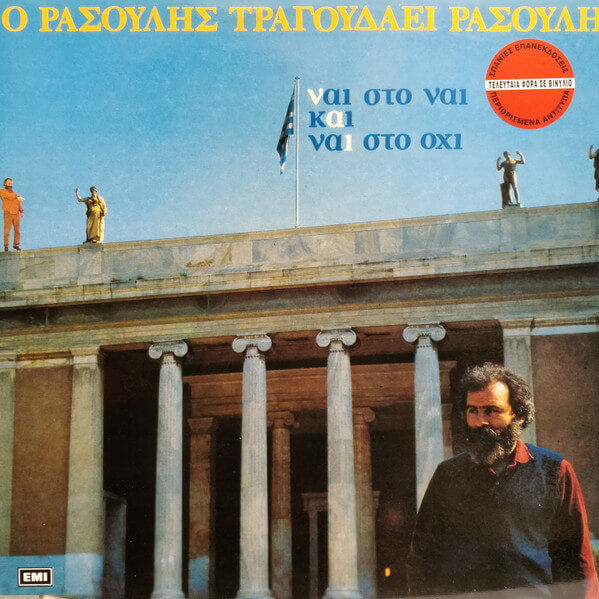 Ο ΡΑΣΟΥΛΗΣ ΤΡΑΓΟΥΔΑΕΙ ΡΑΣΟΥΛΗ
ναι στο ναι
και
ναι στο οχι
ΣΠΑΝΙΕΣ ΕΠΑΝΕΚΔΟΣΕΙΣ
ΤΕΛΕΥΤΑΙΑ ΦΟΡΑ ΣΕ ΒΙΝΥΛΙΟ
ΠΕΡΙΟΡΙΣΜΕΝΑ ΑΝΤΙΤΥΠΑ
EMI